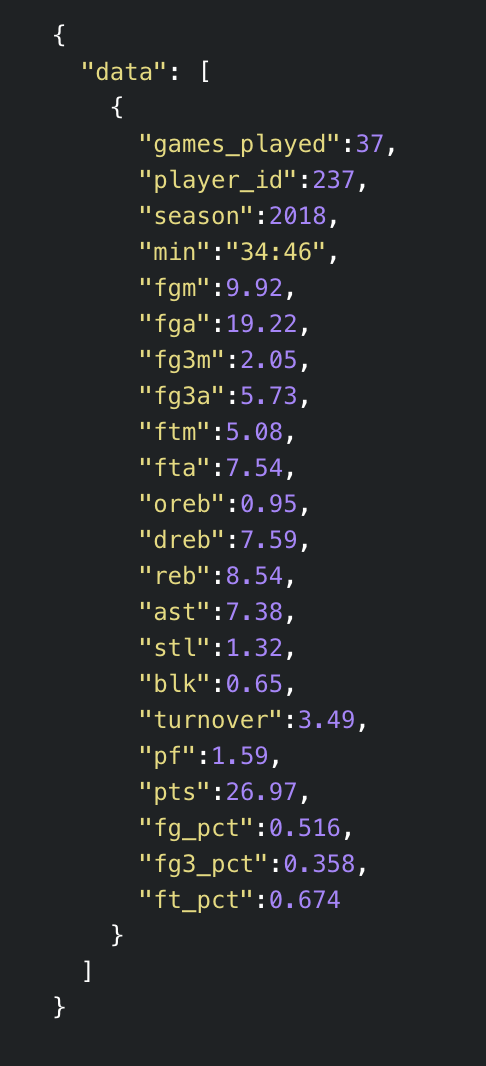 {
"data": [
{
"games_played":37,
"player_id":237,
"season":2018,
"min":"34:46",
"fgm":9.92,
"fga":19.22,
"fg3m":2.05,
"fg3a":5.73,
"ftm":5.08,
"fta":7.54,
"oreb":0.95,
"dreb":7.59,
"reb":8.54,
"ast":7.38,
"stl":1.32,
"blk":0.65,
"turnover":3.49,
"pf":1.59,
"pts":26.97,
"fg_pct":0.516,
"fg3_pct":0.358,
"ft_pct":0.674
}
]
}